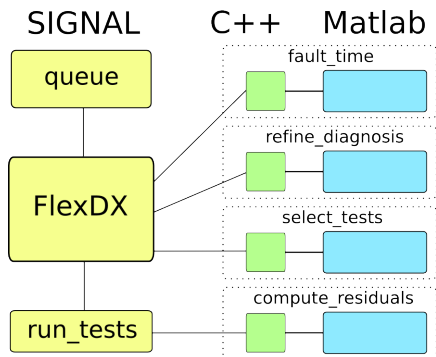 SIGNAL C++ Matlab
queue
fault_time
refine_diagnosis
FlexDX
select_tests
compute_residuals
run_tests